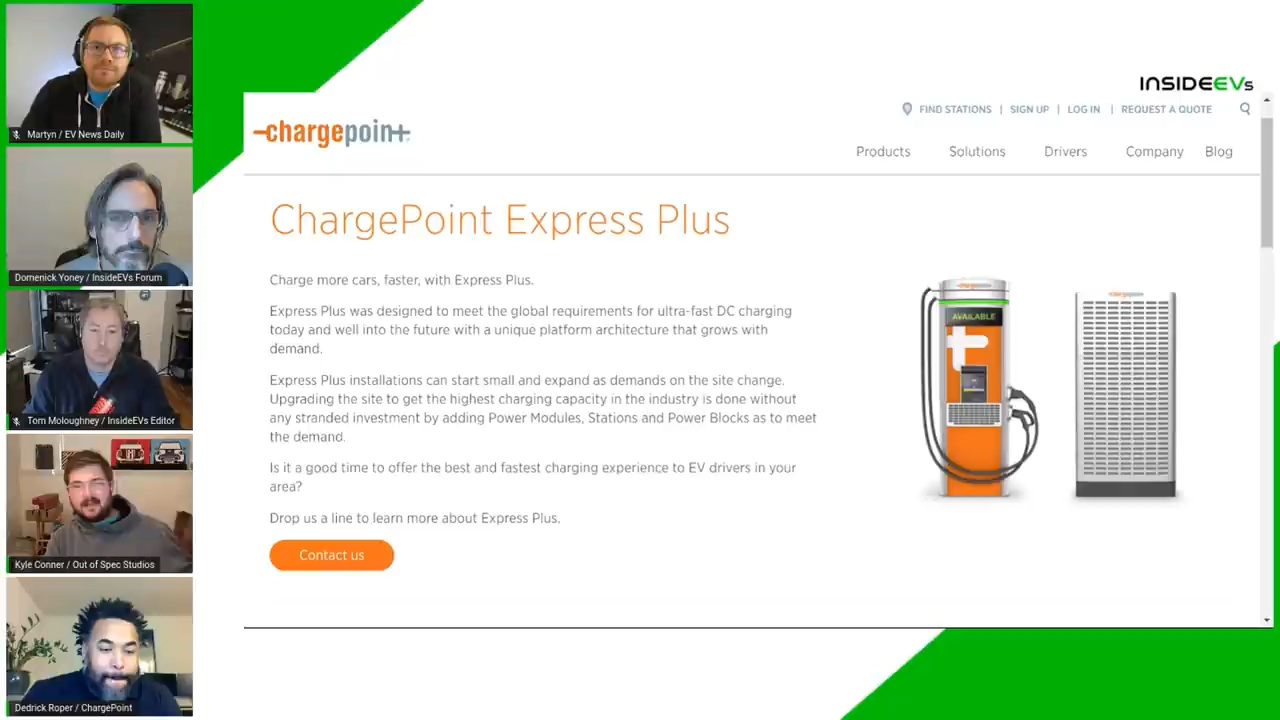 Martyn / EV News Daily
Domenick Yoney / InsideEVs Forum
Tom Moloughney / InsideEVs Editor
Kyle Conner / Out of Spec Studios
Dedrick Roper / ChargePoint
INSIDEEVs
chargepoint
FIND STATIONS | SIGN UP | LOG IN | REQUEST A QUOTE
Products Solutions Drivers Company Blog
ChargePoint Express Plus
Charge more cars, faster, with Express Plus.
Express Plus was designed to meet the global requirements for ultra-fast DC charging
today and well into the future with a unique platform architecture that grows with
demand.
Express Plus installations can start small and expand as demands on the site change.
Upgrading the site to get the highest charging capacity in the industry is done without
any stranded investment by adding Power Modules, Stations and Power Blocks as to meet
the demand.
Is it a good time to offer the best and fastest charging experience to EV drivers in your
area?
Drop us a line to learn more about Express Plus.
Contact us
AVAILABLE